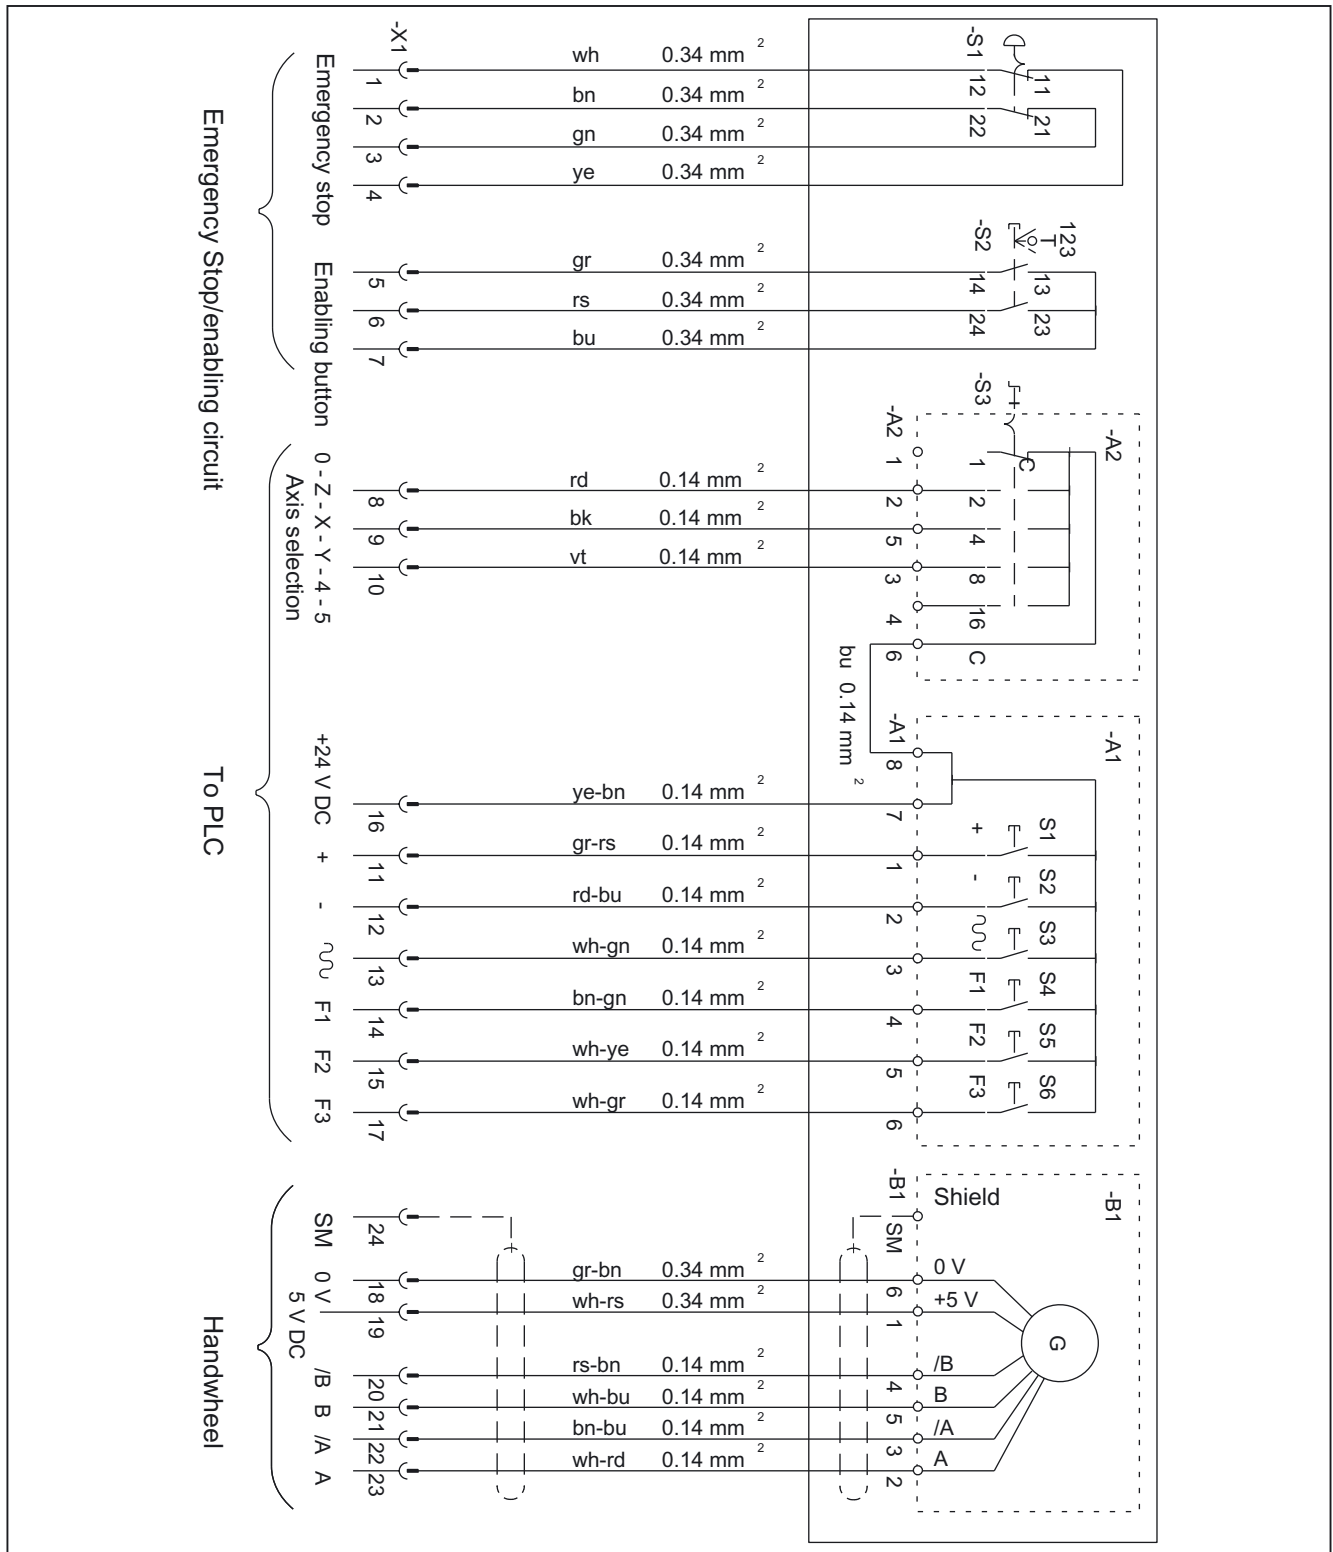 Emergency Stop/enabling circuit
Emergency stop
-X1
1 wh 0.34 mm 2
2 bn 0.34 mm 2
3 gn 0.34 mm 2
4 ye 0.34 mm 2
-S1
12 11
22 21
Enabling button
5 gr 0.34 mm 2
6 rs 0.34 mm 2
7 bu 0.34 mm 2
-S2
123
T
14 13
24 23
To PLC
0 - Z - X - Y - 4 - 5
Axis selection
8 rd 0.14 mm 2
9 bk 0.14 mm 2
10 vt 0.14 mm 2
-S3
-A2
-A2
1 1 C
2 2
5 4
3 8
4 16
6 C
bu 0.14 mm 2
-A1
-A1
8
+24 V DC 16 ye-bn 0.14 mm 2 7
+ 11 gr-rs 0.14 mm 2 1 + S1
- 12 rd-bu 0.14 mm 2 2 - S2
13 wh-gn 0.14 mm 2 3 S3
F1 14 bn-gn 0.14 mm 2 4 F1 S4
F2 15 wh-ye 0.14 mm 2 5 F2 S5
F3 17 wh-gr 0.14 mm 2 6 F3 S6
Handwheel
-B1
-B1
SM 24 SM Shield
0 V 18 gr-bn 0.34 mm 2 6 0 V
5 V DC 19 wh-rs 0.34 mm 2 1 +5 V
/B 20 rs-bn 0.14 mm 2 4 /B
B 21 wh-bu 0.14 mm 2 5 B
/A 22 bn-bu 0.14 mm 2 3 /A
A 23 wh-rd 0.14 mm 2 2 A
G